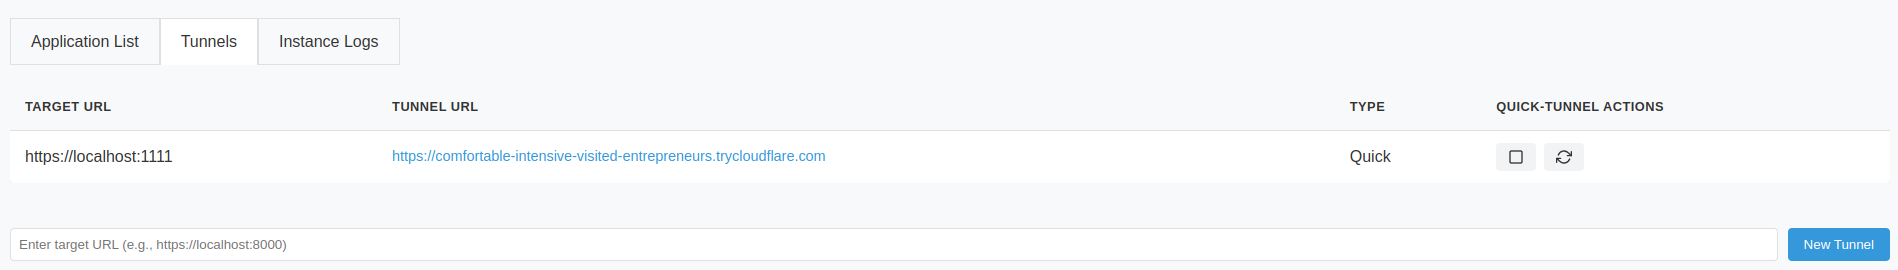 Application List Tunnels Instance Logs
TARGET URL TUNNEL URL TYPE QUICK-TUNNEL ACTIONS
https://localhost:1111 https://comfortable-intensive-visited-entrepreneurs.trycloudflare.com Quick
Enter target URL (e.g., https://localhost:8000) New Tunnel